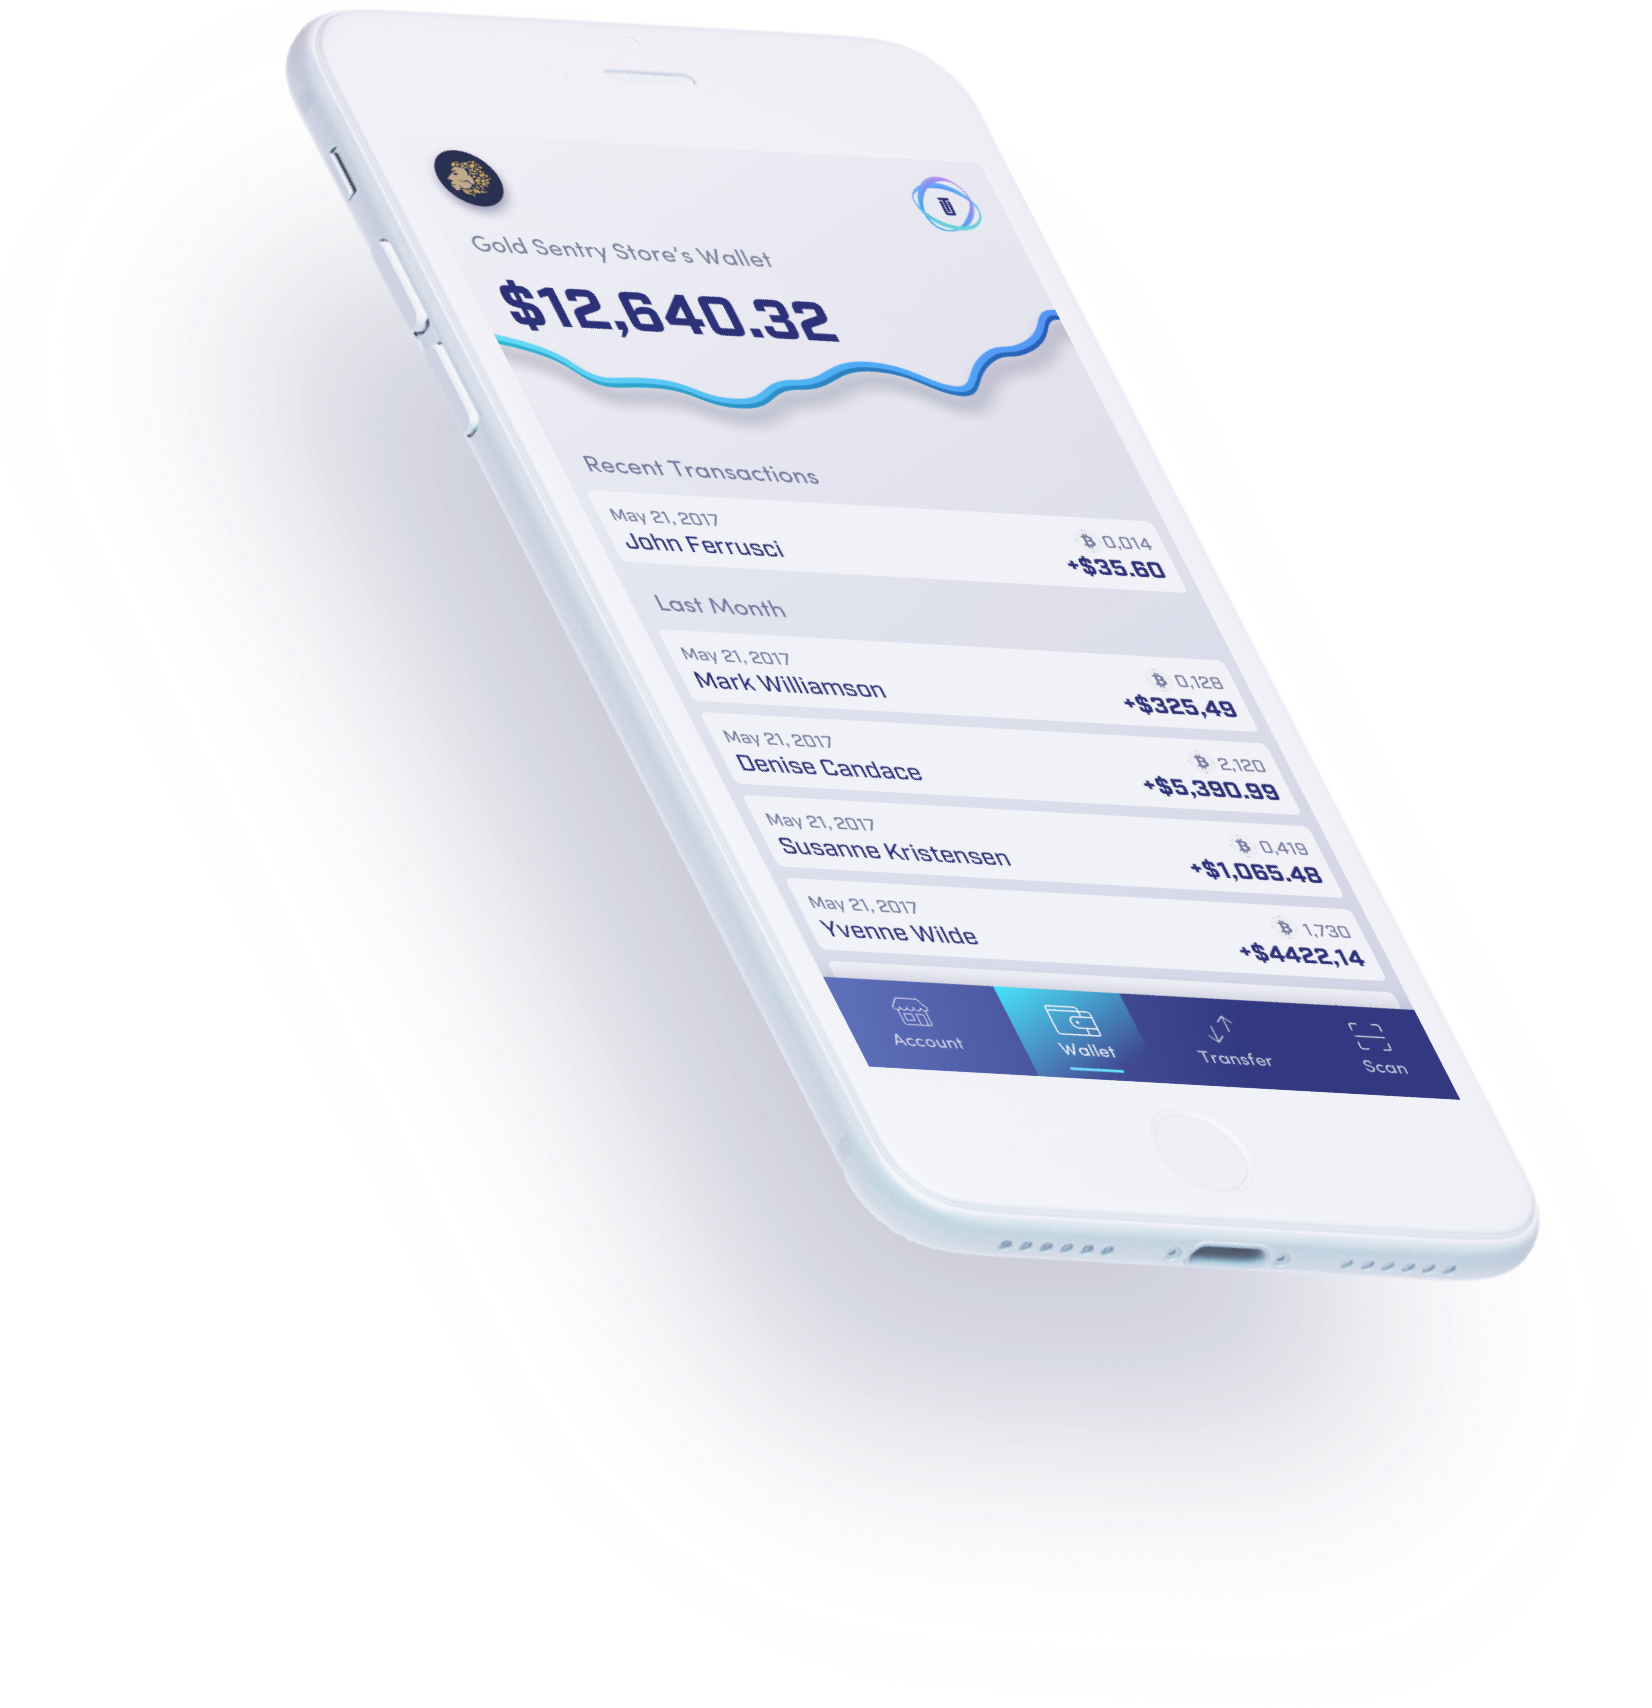 Gold Sentry Store's Wallet
$12,640.32
Recent Transactions
May 21, 2017
₿ 0,014
John Ferrusci
+$35.60
Last Month
May 21, 2017
₿ 0,128
Mark Williamson
+$325,49
May 21, 2017
₿ 2,120
Denise Candace
+$5,390.99
May 21, 2017
₿ 0,419
Susanne Kristensen
+$1,065.48
May 21, 2017
₿ 1,730
Yvenne Wilde
+$4422,14
Account
Wallet
Transfer
Scan